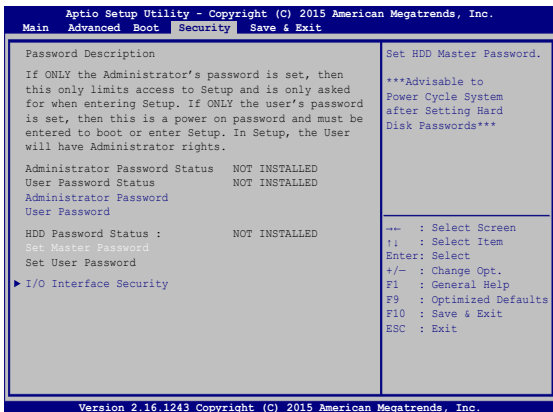 Aptio Setup Utility - Copyright (C) 2015 American Megatrends, Inc.
Main Advanced Boot Security Save & Exit
Password Description
If ONLY the Administrator's password is set, then
this only limits access to Setup and is only asked
for when entering Setup. If ONLY the user's password
is set, then this is a power on password and must be
entered to boot or enter Setup. In Setup, the User
will have Administrator rights.
Administrator Password Status NOT INSTALLED
User Password Status NOT INSTALLED
Administrator Password
User Password
HDD Password Status : NOT INSTALLED
Set Master Password
Set User Password
▶ I/O Interface Security
Set HDD Master Password.
***Advisable to
Power Cycle System
after Setting Hard
Disk Passwords***
→← : Select Screen
↑↓ : Select Item
Enter: Select
+/— : Change Opt.
F1 : General Help
F9 : Optimized Defaults
F10 : Save & Exit
ESC : Exit
Version 2.16.1243 Copyright (C) 2015 American Megatrends, Inc.